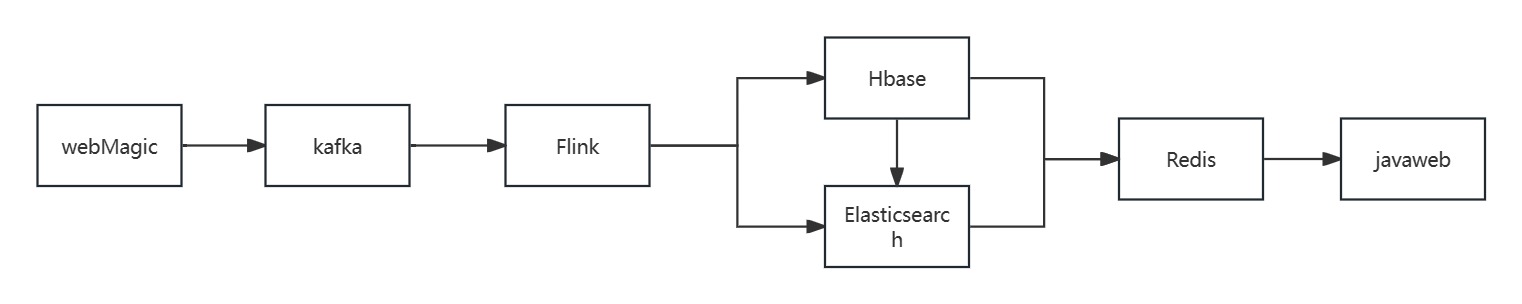 webMagic
kafka
Flink
Hbase
Elasticsearc
h
Redis
javaweb